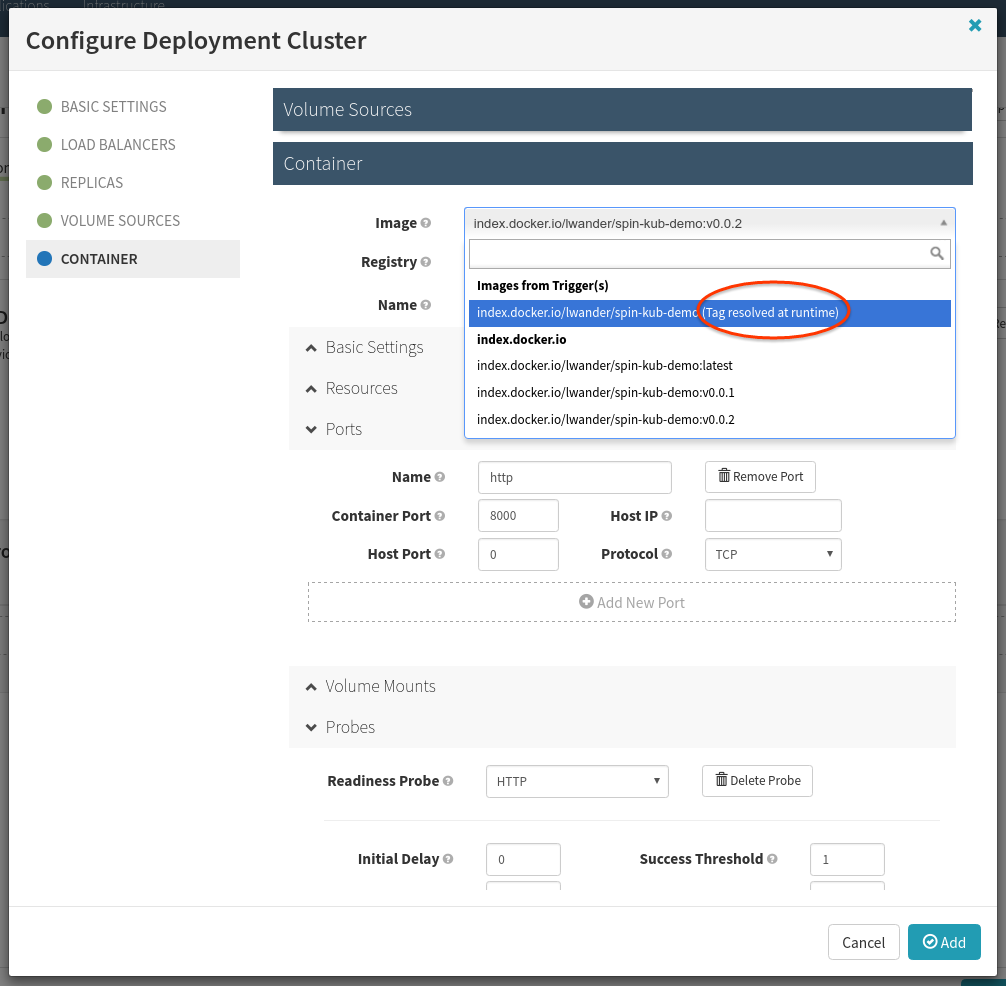 Infrastructure
Configure Deployment Cluster
BASIC SETTINGS
LOAD BALANCERS
REPLICAS
VOLUME SOURCES
CONTAINER
Volume Sources
Container
Image
index.docker.io/lwander/spin-kub-demo:v0.0.2
Registry
Images from Trigger(s)
Name
index.docker.io/lwander/spin-kub-demo (Tag resolved at runtime)
index.docker.io
Basic Settings
index.docker.io/lwander/spin-kub-demo:latest
Resources
index.docker.io/lwander/spin-kub-demo:v0.0.1
index.docker.io/lwander/spin-kub-demo:v0.0.2
Ports
Name http Remove Port
Container Port 8000 Host IP
Host Port 0 Protocol TCP
Add New Port
Volume Mounts
Probes
Readiness Probe HTTP Delete Probe
Initial Delay 0 Success Threshold 1
Cancel Add